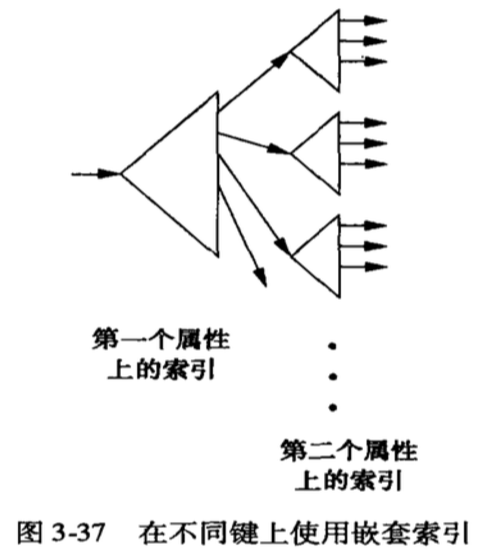 第一个属性
上的索引
第二个属性
上的索引
图 3-37 在不同键上使用嵌套索引